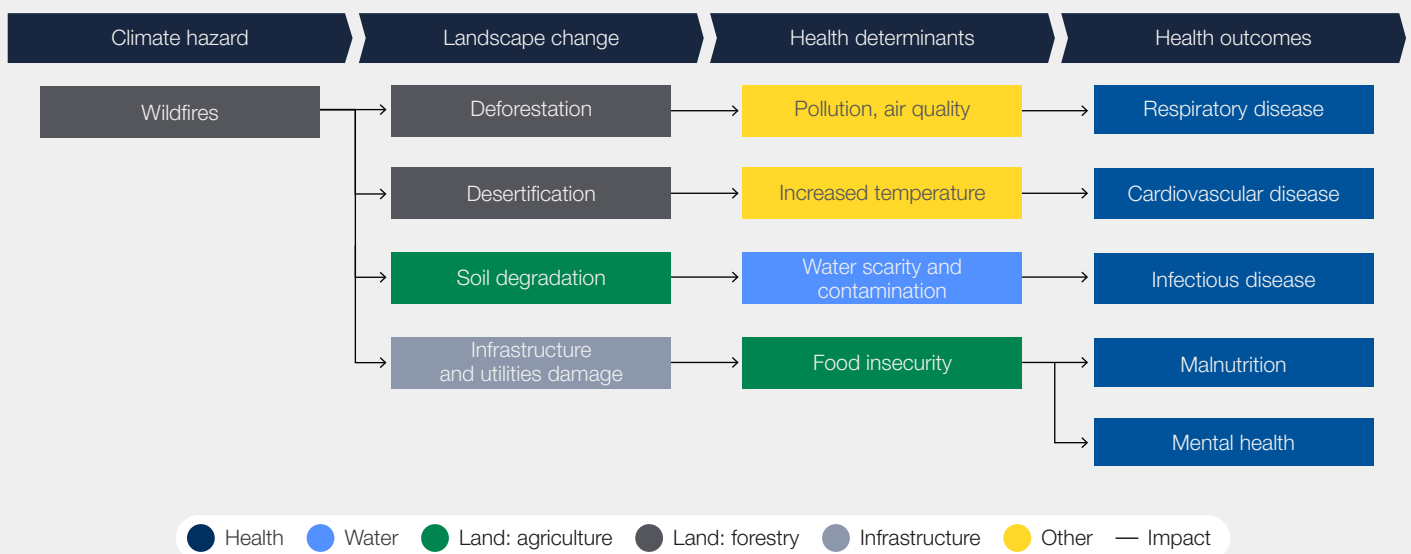 Climate hazard
Landscape change
Health determinants
Health outcomes
Wildfires
Deforestation
Pollution, air quality
Respiratory disease
Desertification
Increased temperature
Cardiovascular disease
Soil degradation
Water scarity and
contamination
Infectious disease
Infrastructure
and utilities damage
Food insecurity
Malnutrition
Mental health
Health
Water
Land: agriculture
Land: forestry
Infrastructure
Other
Impact